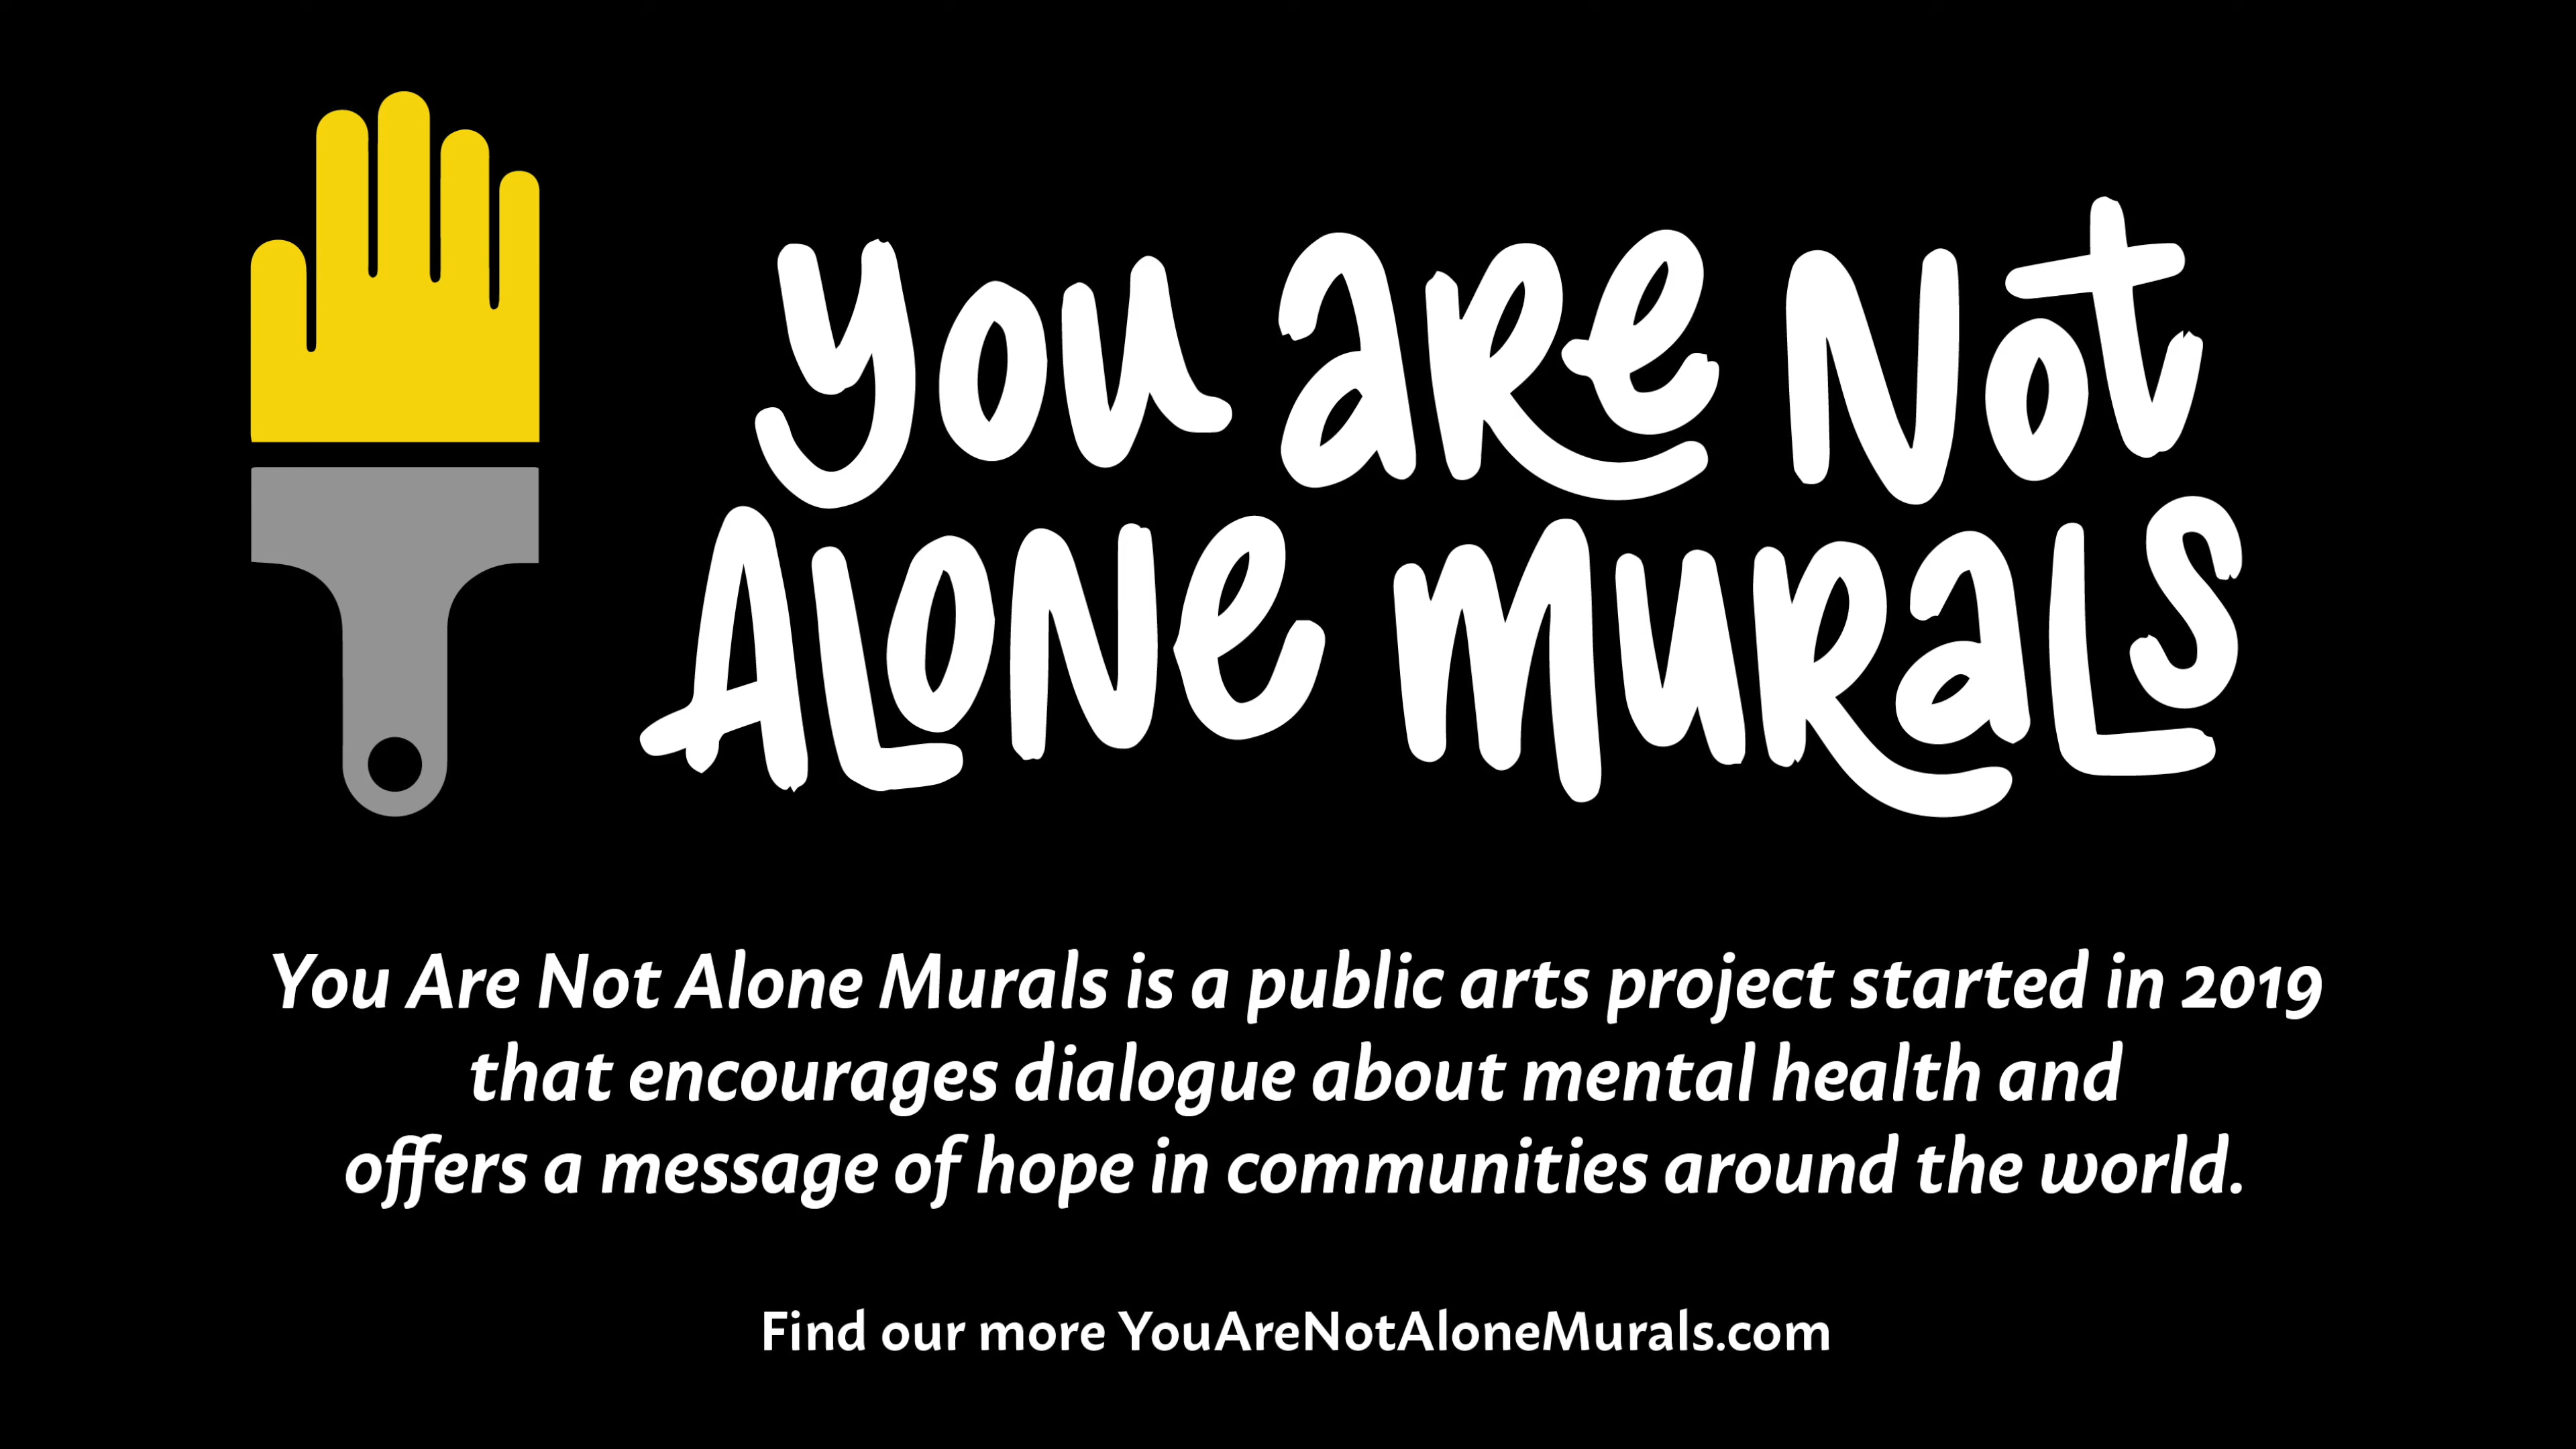 you are Not
Alone murals
You Are Not Alone Murals is a public arts project started in 2019
that encourages dialogue about mental health and
offers a message of hope in communities around the world.
Find our more YouAreNotAloneMurals.com